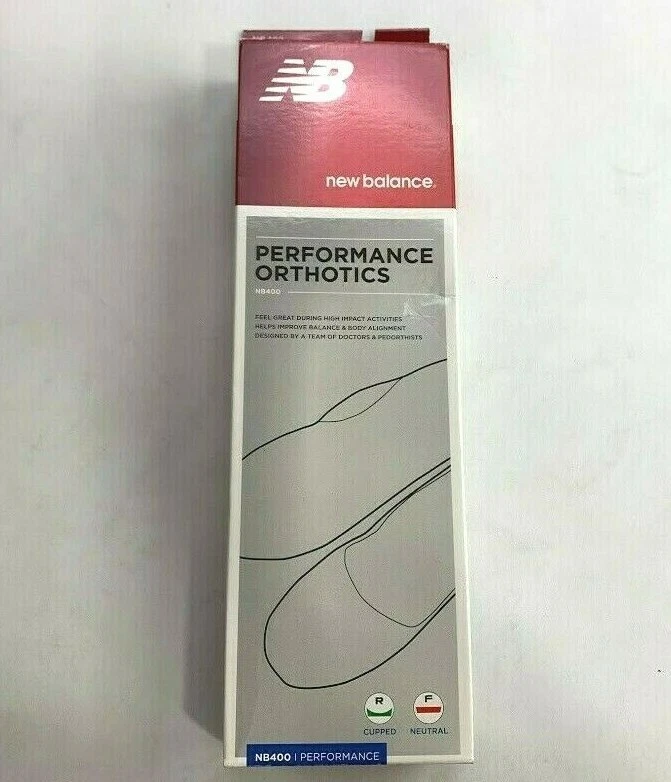 NB
new balance
PERFORMANCE
ORTHOTICS
NB400
FEEL GREAT DURING HIGH IMPACT ACTIVITIES
HELPS IMPROVE BALANCE & BODY ALIGNMENT
DESIGNED BY A TEAM OF DOCTORS & PEDORTHISTS
R F
CUPPED NEUTRAL
NB400 | PERFORMANCE